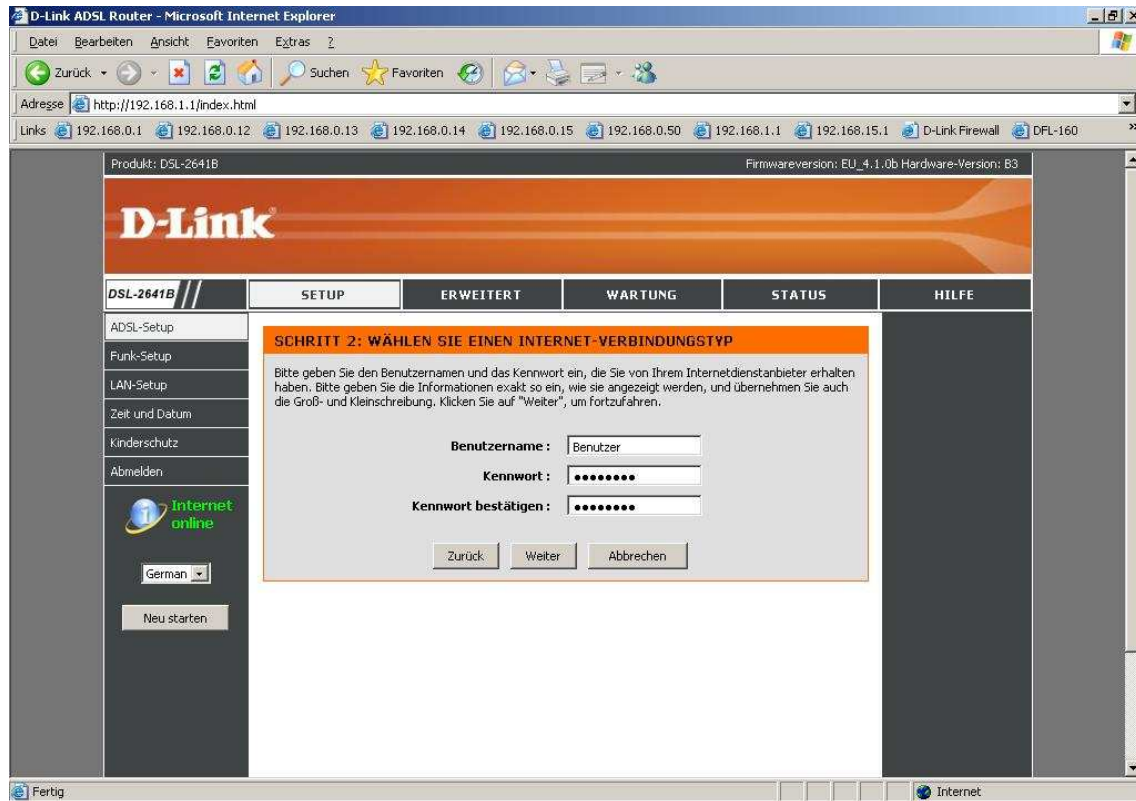 D-Link ADSL Router - Microsoft Internet Explorer
Datei Bearbeiten Ansicht Favoriten Extras ?
Zurück Suchen Favoriten
Adresse http://192.168.1.1/index.html
Links 192.168.0.1 192.168.0.12 192.168.0.13 192.168.0.14 192.168.0.15 192.168.0.50 192.168.1.1 192.168.15.1 D-Link Firewall DFL-160 »
Produkt: DSL-2641B Firmwareversion: EU_4.1.0b Hardware-Version: B3
D-Link
DSL-2641B SETUP ERWEITERT WARTUNG STATUS HILFE
ADSL-Setup
Funk-Setup
LAN-Setup
Zeit und Datum
Kinderschutz
Abmelden
Internet
online
German
Neu starten
SCHRITT 2: WÄHLEN SIE EINEN INTERNET-VERBINDUNGSTYP
Bitte geben Sie den Benutzernamen und das Kennwort ein, die Sie von Ihrem Internetdienstanbieter erhalten
haben. Bitte geben Sie die Informationen exakt so ein, wie sie angezeigt werden, und übernehmen Sie auch
die Groß- und Kleinschreibung. Klicken Sie auf "Weiter", um fortzufahren.
Benutzername : Benutzer
Kennwort : ••••••••
Kennwort bestätigen : ••••••••
Zurück Weiter Abbrechen
Fertig Internet